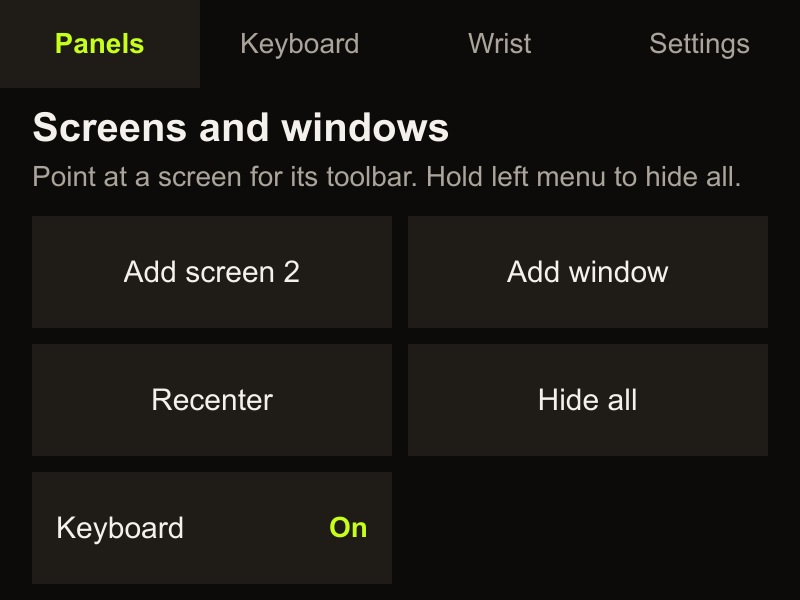 Panels Keyboard Wrist Settings
Screens and windows
Point at a screen for its toolbar. Hold left menu to hide all.
Add screen 2 Add window
Recenter Hide all
Keyboard On